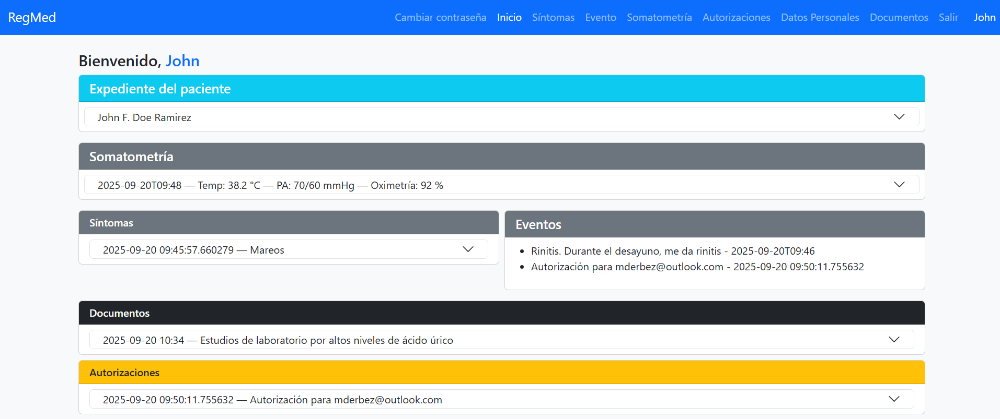 RegMed
Cambiar contraseña Inicio Síntomas Evento Somatometría Autorizaciones Datos Personales Documentos Salir John
Bienvenido, John
Expediente del paciente
John F. Doe Ramirez
Somatometría
2025-09-20T09:48 — Temp: 38.2 °C — PA: 70/60 mmHg — Oximetría: 92 %
Síntomas
2025-09-20 09:45:57.660279 — Mareos
Eventos
Rinitis. Durante el desayuno, me da rinitis - 2025-09-20T09:46
Autorización para mderbez@outlook.com - 2025-09-20 09:50:11.755632
Documentos
2025-09-20 10:34 — Estudios de laboratorio por altos niveles de ácido úrico
Autorizaciones
2025-09-20 09:50:11.755632 — Autorización para mderbez@outlook.com